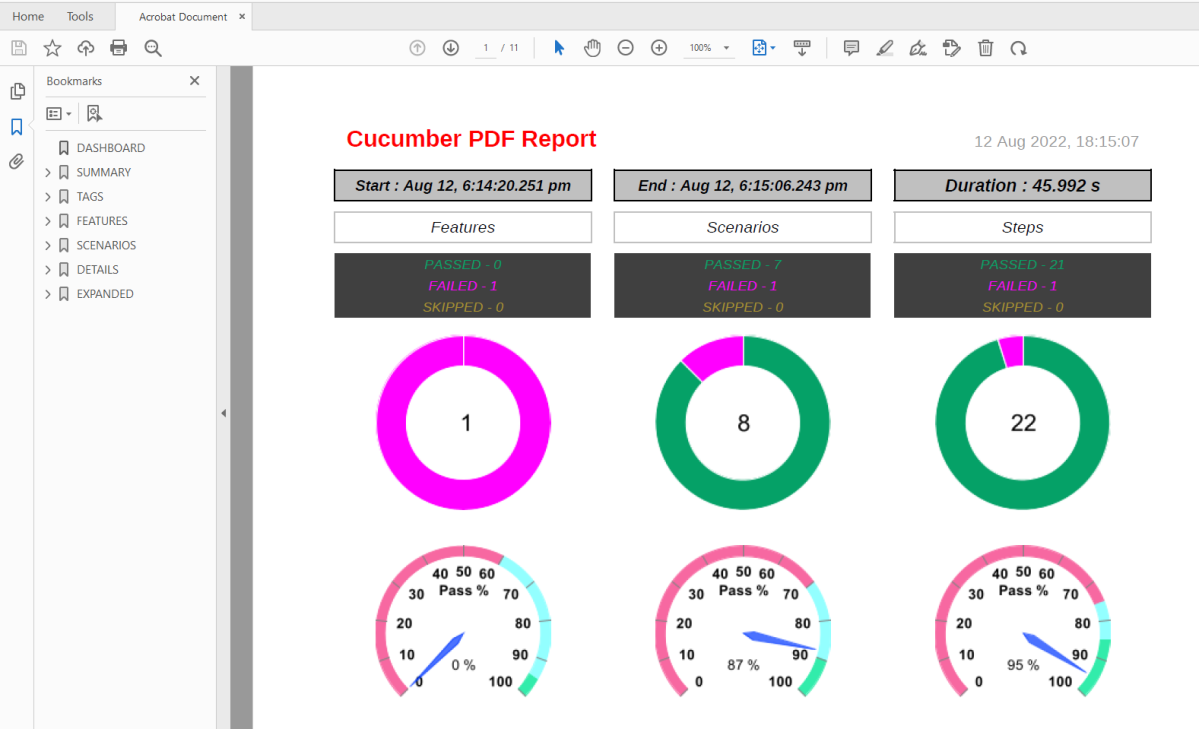 Home Tools Acrobat Document ×
1 / 11 100%
Bookmarks
DASHBOARD
SUMMARY
TAGS
FEATURES
SCENARIOS
DETAILS
EXPANDED
Cucumber PDF Report 12 Aug 2022, 18:15:07
Start : Aug 12, 6:14:20.251 pm End : Aug 12, 6:15:06.243 pm Duration : 45.992 s
Features Scenarios Steps
PASSED - 0 PASSED - 7 PASSED - 21
FAILED - 1 FAILED - 1 FAILED - 1
SKIPPED - 0 SKIPPED - 0 SKIPPED - 0
1 8 22
0 10 20 30 40 50 60 70 80 90 100
Pass %
0 %
0 10 20 30 40 50 60 70 80 90 100
Pass %
87 %
0 10 20 30 40 50 60 70 80 90 100
Pass %
95 %